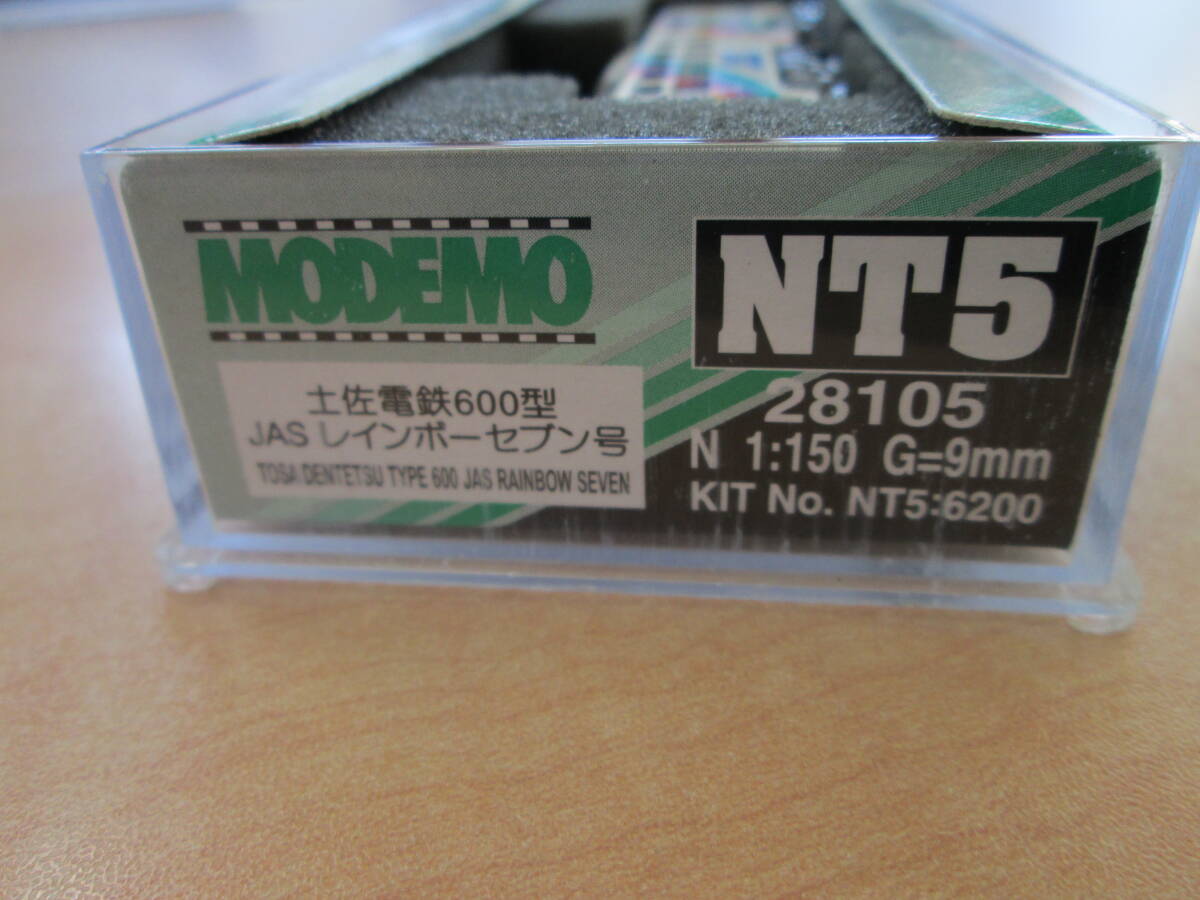 MODEMO
土佐電鉄600型
JAS レインボーセブン号
TOSA DENTETSU TYPE 600 JAS RAINBOW SEVEN
NT5
28105
N 1:150 G=9mm
KIT No. NT5:6200